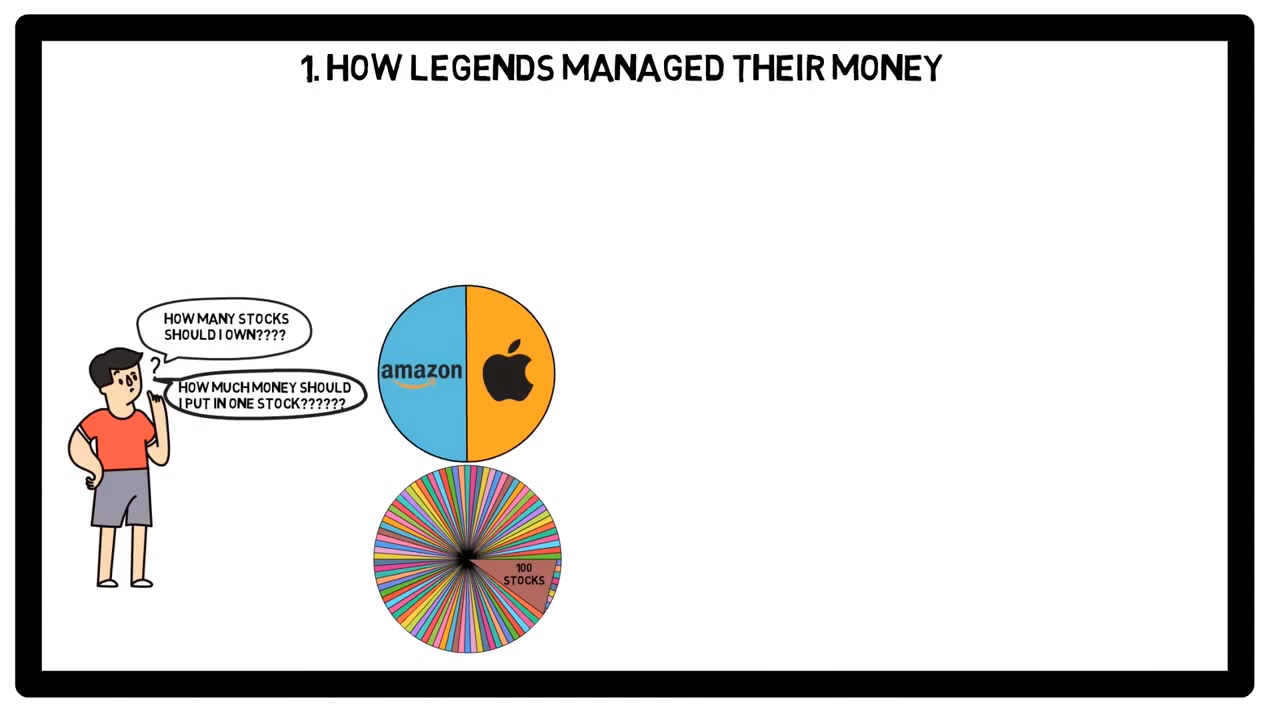 1. HOW LEGENDS MANAGED THEIR MONEY
HOW MANY STOCKS
SHOULD I OWN????
?
HOW MUCH MONEY SHOULD
I PUT IN ONE STOCK??????
amazon
100
STOCKS